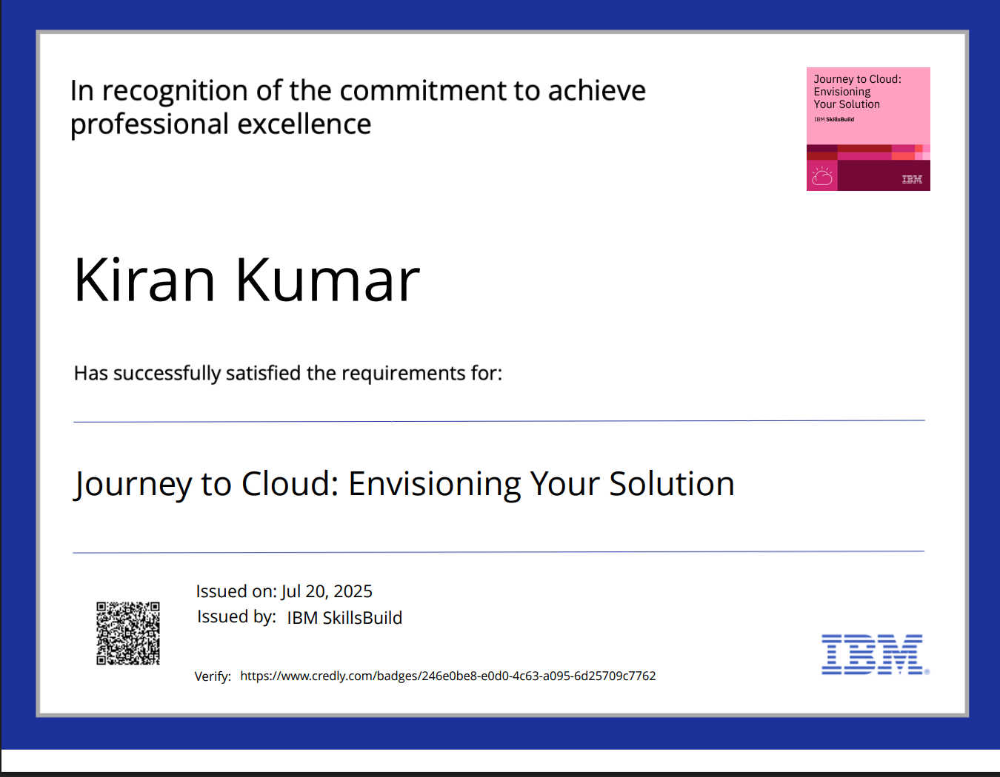 In recognition of the commitment to achieve
professional excellence
Journey to Cloud:
Envisioning
Your Solution
IBM SkillsBuild
IBM
Kiran Kumar
Has successfully satisfied the requirements for:
Journey to Cloud: Envisioning Your Solution
Issued on: Jul 20, 2025
Issued by: IBM SkillsBuild
Verify: https://www.credly.com/badges/246e0be8-e0d0-4c63-a095-6d25709c7762
IBM®